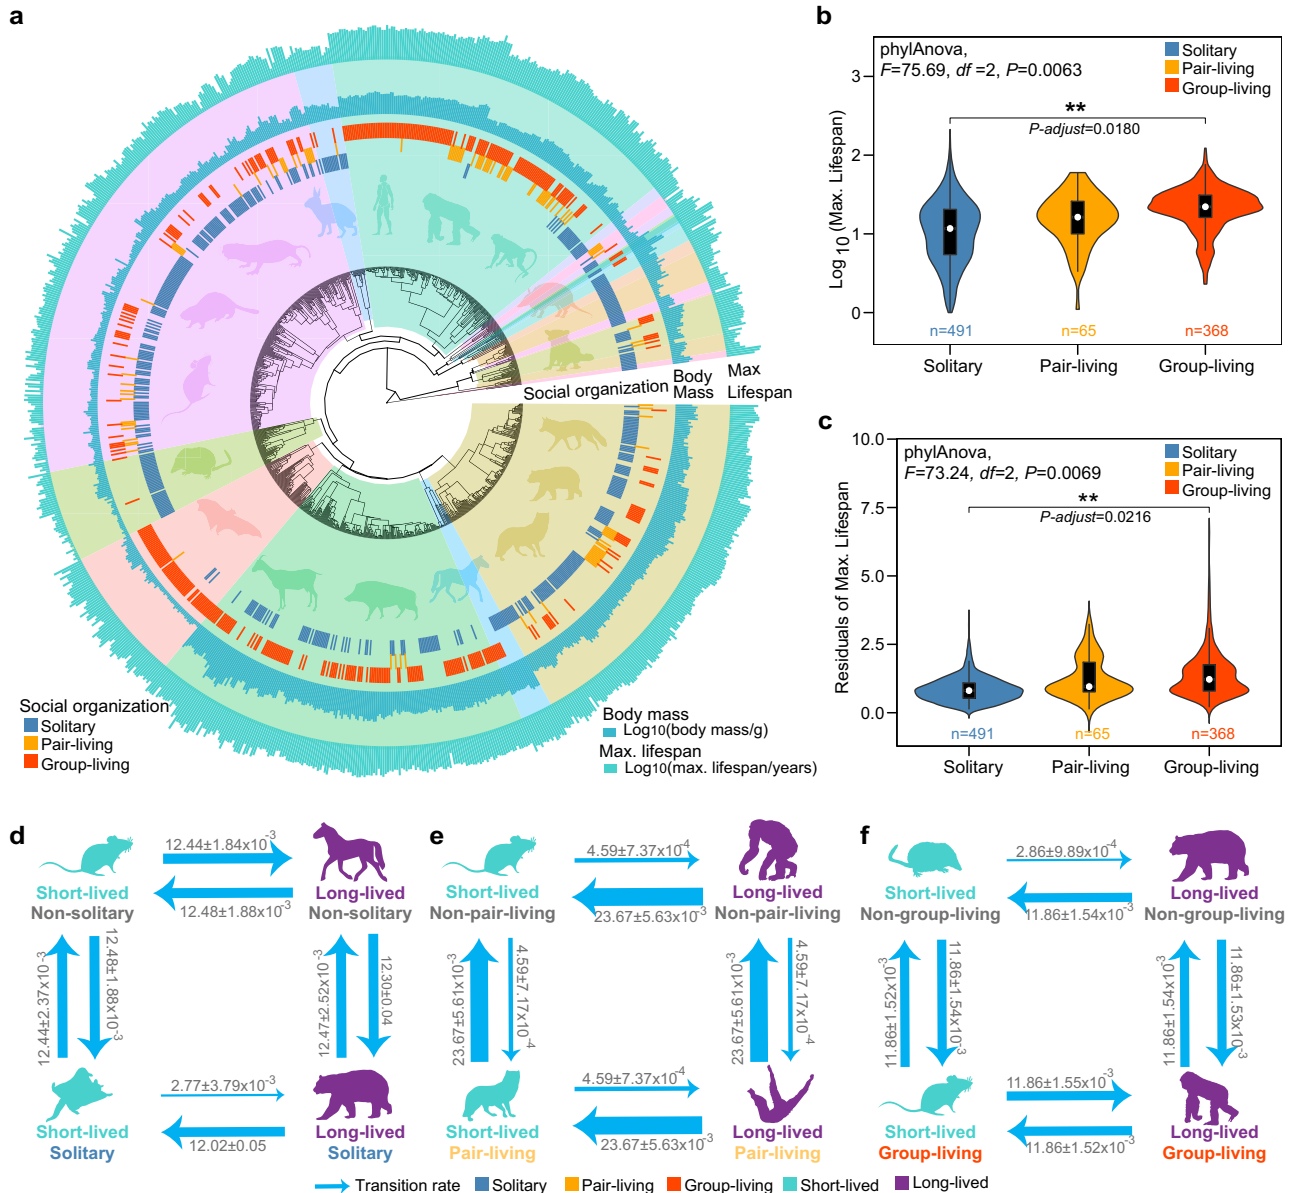 a
Social organization
Body
Mass
Max
Lifespan
Social organization
Solitary
Pair-living
Group-living
Body mass
Log10(body mass/g)
Max. lifespan
Log10(max. lifespan/years)
b
phylAnova,
F=75.69, df =2, P=0.0063
Solitary
Pair-living
Group-living
**
P-adjust=0.0180
Log 10 (Max. Lifespan)
3
2
1
0
n=491
n=65
n=368
Solitary
Pair-living
Group-living
c
phylAnova,
F=73.24, df=2, P=0.0069
Solitary
Pair-living
Group-living
**
P-adjust=0.0216
Residuals of Max. Lifespan
10.0
7.5
5.0
2.5
0.0
n=491
n=65
n=368
Solitary
Pair-living
Group-living
d
12.44±1.84x10-3
12.48±1.88x10-3
Short-lived
Non-solitary
Long-lived
Non-solitary
12.44±2.37x10-3
12.48±1.88x10-3
12.47±2.52x10-3
12.30±0.04
2.77±3.79x10-3
12.02±0.05
Short-lived
Solitary
Long-lived
Solitary
e
4.59±7.37x10-4
23.67±5.63x10-3
Short-lived
Non-pair-living
Long-lived
Non-pair-living
23.67±5.61x10-3
4.59±7.17x10-4
23.67±5.61x10-3
4.59±7.17x10-4
4.59±7.37x10-4
23.67±5.63x10-3
Short-lived
Pair-living
Long-lived
Pair-living
f
2.86±9.89x10-4
11.86±1.54x10-3
Short-lived
Non-group-living
Long-lived
Non-group-living
11.86±1.52x10-3
11.86±1.54x10-3
11.86±1.54x10-3
11.86±1.53x10-3
11.86±1.55x10-3
11.86±1.52x10-3
Short-lived
Group-living
Long-lived
Group-living
Transition rate
Solitary
Pair-living
Group-living
Short-lived
Long-lived